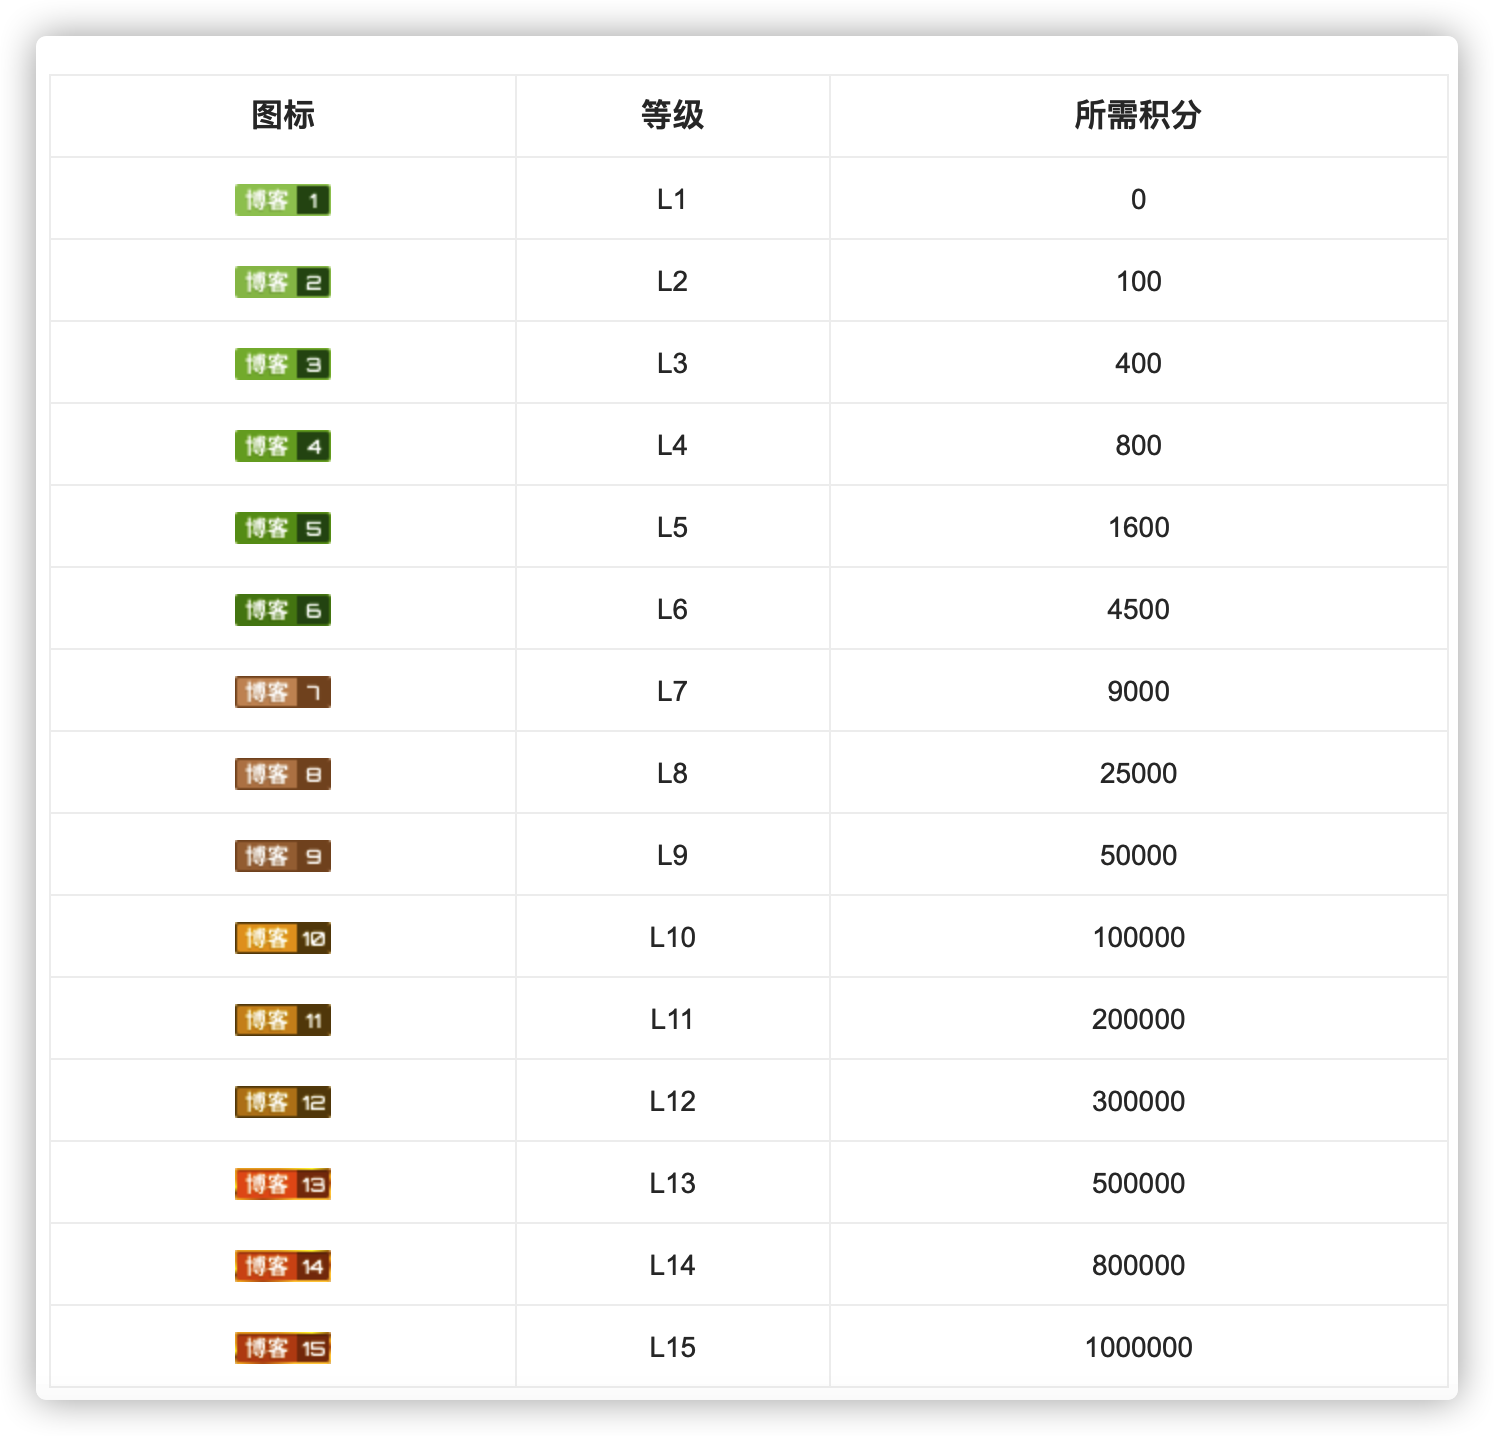 图标 等级 所需积分
博客 1 L1 0
博客 2 L2 100
博客 3 L3 400
博客 4 L4 800
博客 5 L5 1600
博客 6 L6 4500
博客 7 L7 9000
博客 8 L8 25000
博客 9 L9 50000
博客 10 L10 100000
博客 11 L11 200000
博客 12 L12 300000
博客 13 L13 500000
博客 14 L14 800000
博客 15 L15 1000000